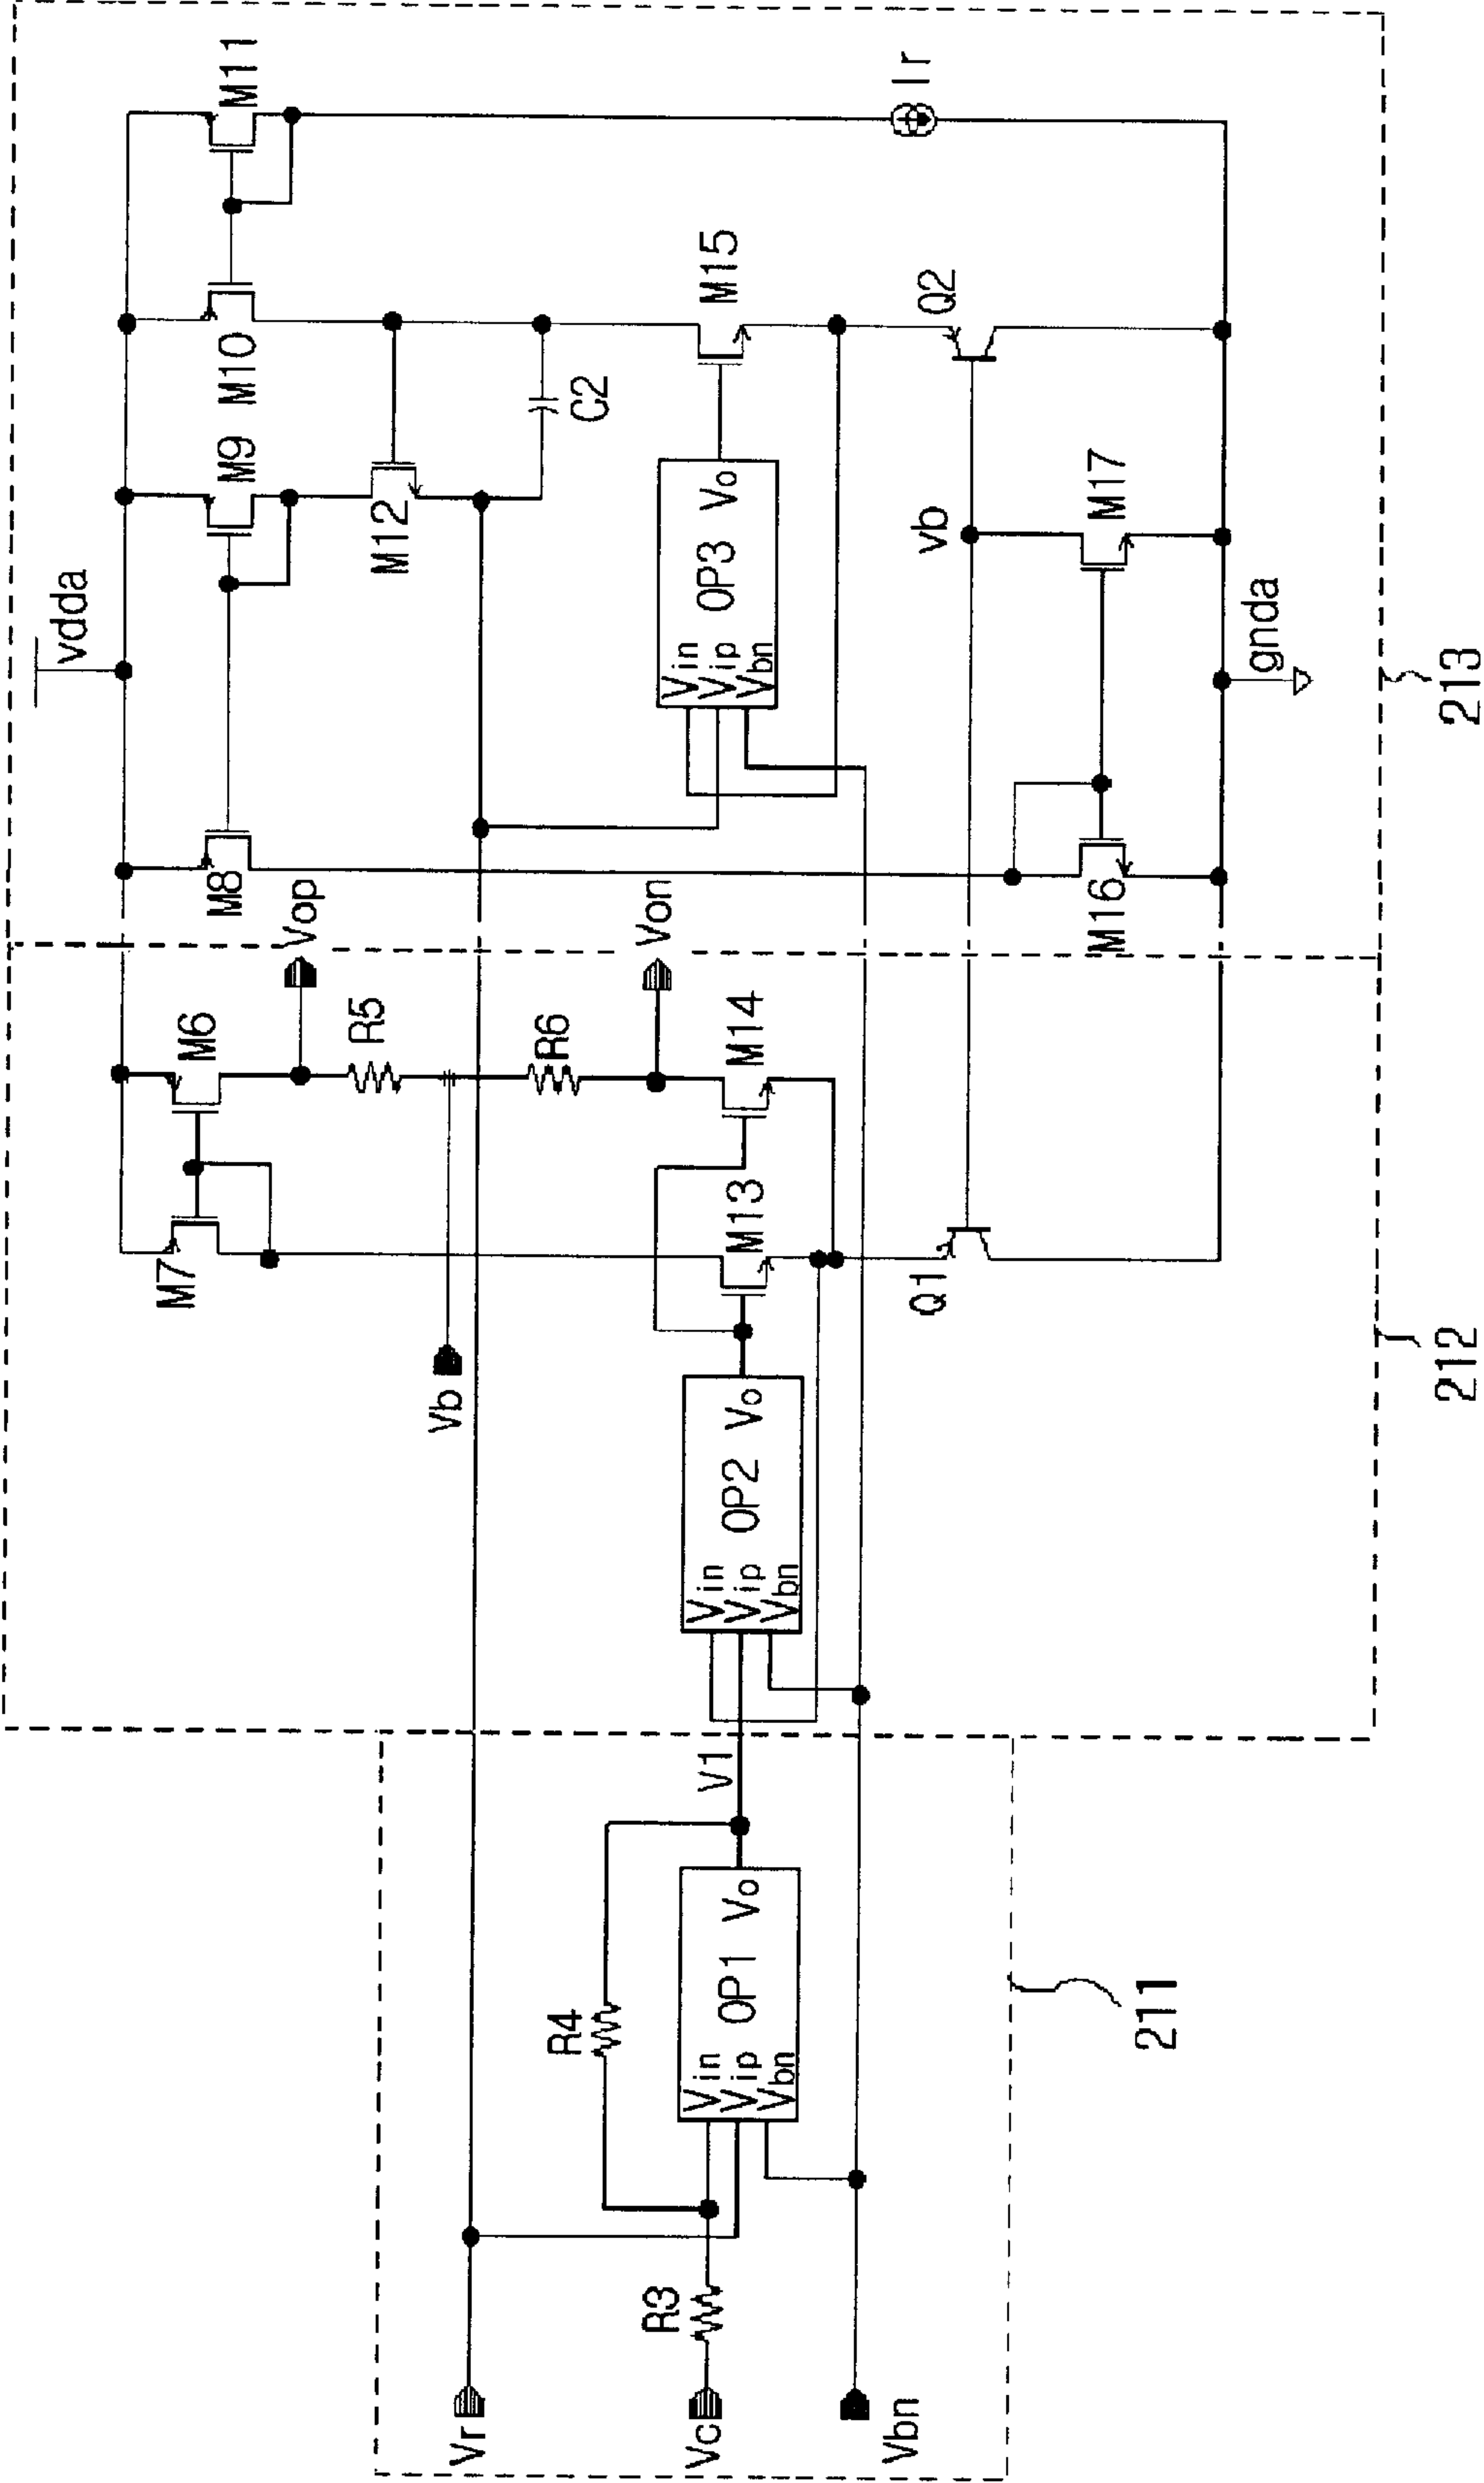 vdda
M7
M6
M8
M9
M10
M11
Vop
R5
Vb
R6
Von
M12
C2
Vr
R4
V1
M13
M14
M15
Vc
R3
Vin
Vip
Vbn
OP1
Vo
Vin
Vip
Vbn
OP2
Vo
Vin
Vip
Vbn
OP3
Vo
Vbn
Q1
vb
Q2
Ir
M16
M17
gnda
211
212
213